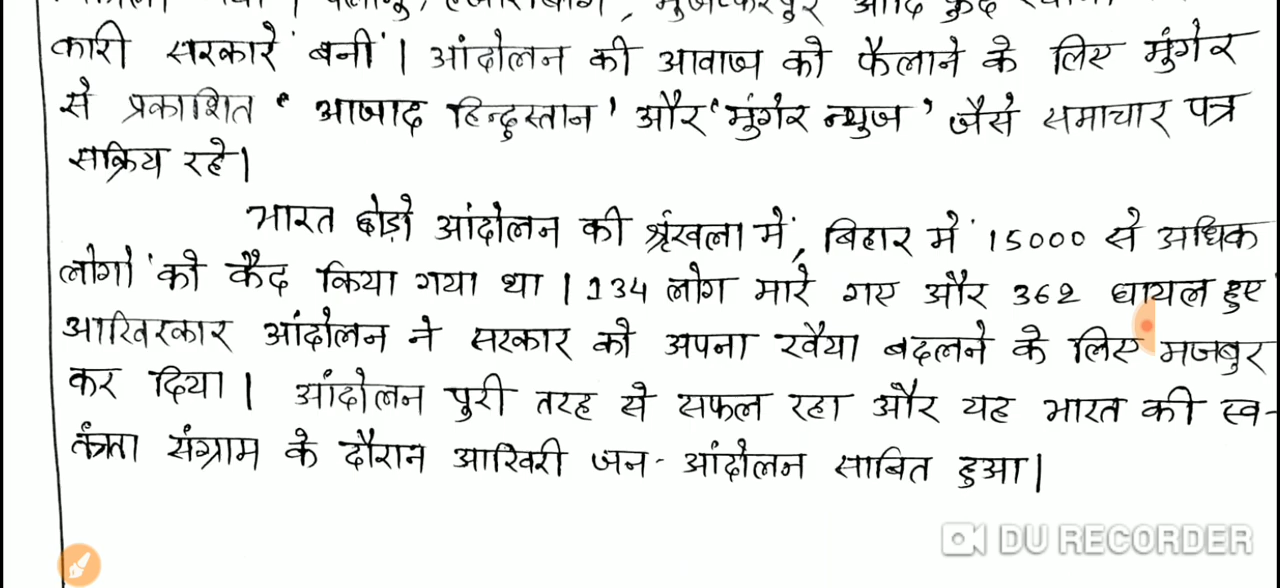 आदि कुछ
कारी सरकारें बनीं। आंदोलन की आवाज को फैलाने के लिए मुंगेर
से प्रकाशित 'आजाद हिन्दुस्तान' और 'मुंगेर न्युज' जैसे समाचार पत्र
सक्रिय रहे।
भारत छोड़ो आंदोलन की श्रृंखला में, बिहार में 15000 से अधिक
लोगों को कैद किया गया था। 134 लोग मारे गए और 362 घायल हुए
आखिरकार आंदोलन ने सरकार को अपना रवैया बदलने के लिए मजबुर
कर दिया। आंदोलन पुरी तरह से सफल रहा और यह भारत की स्व-
तंत्रता संग्राम के दौरान आखिरी जन-आंदोलन साबित हुआ।
DU RECORDER